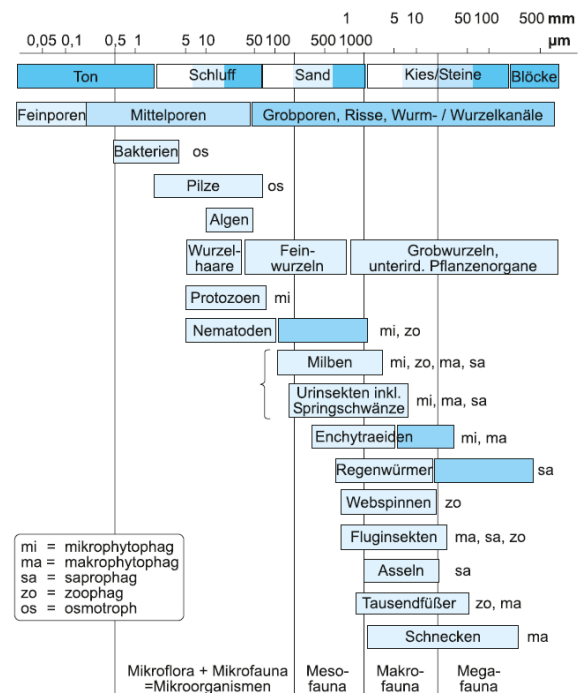 1 5 10 50 100 500 mm
0,05 0,1 0,5 1 5 10 50 100 500 1000 µm
Ton Schluff Sand Kies/Steine Blöcke
Feinporen Mittelporen Grobporen, Risse, Wurm- / Wurzelkanäle
Bakterien os
Pilze os
Algen
Wurzel-
haare
Fein-
wurzeln
Grobwurzeln,
unterird. Pflanzenorgane
Protozoen mi
Nematoden mi, zo
Milben mi, zo, ma, sa
Urinsekten inkl.
Springschwänze mi, ma, sa
Enchytraeiden mi, ma
Regenwürmer sa
Webspinnen zo
Fluginsekten ma, sa, zo
Asseln sa
Tausendfüßer zo, ma
Schnecken ma
mi = mikrophytophag
ma = makrophytophag
sa = saprophag
zo = zoophag
os = osmotroph
Mikroflora + Mikrofauna
=Mikroorganismen
Meso-
fauna
Makro-
fauna
Mega-
fauna